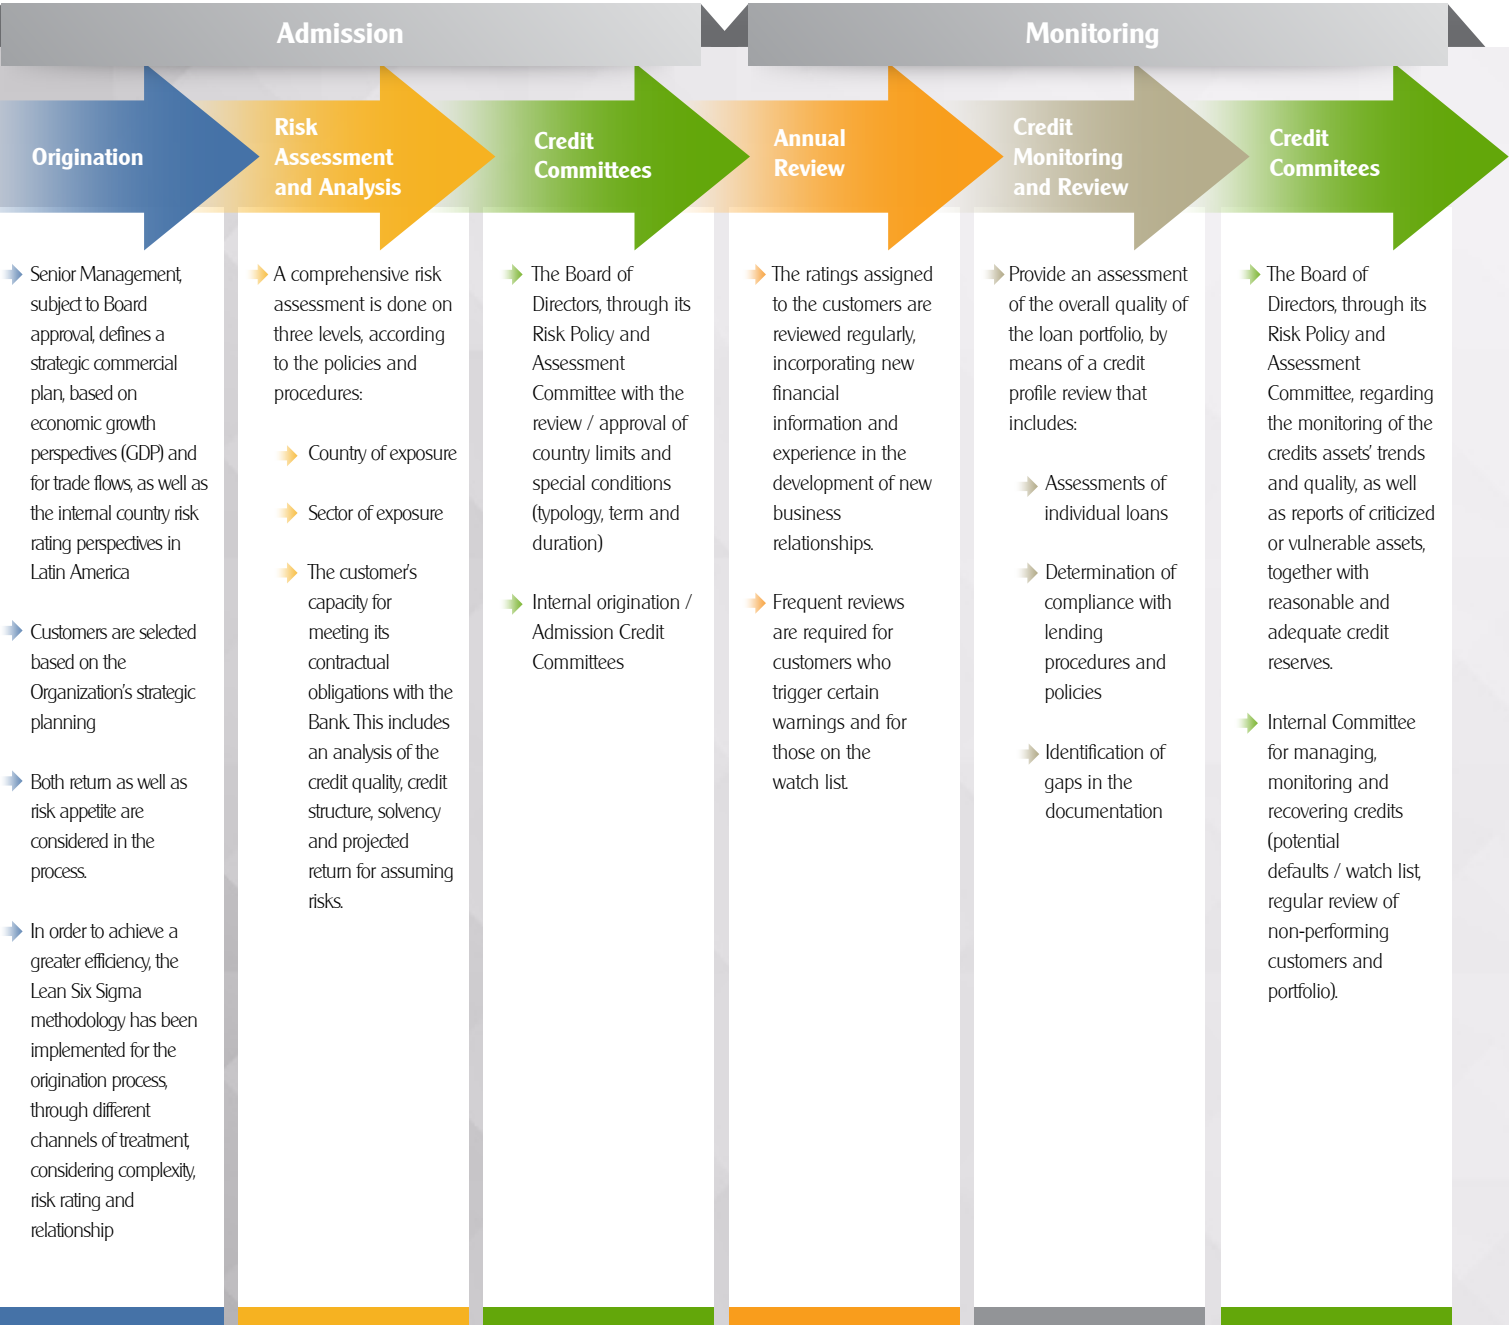 Admission
Monitoring
Origination
Risk
Assessment
and Analysis
Credit
Committees
Annual
Review
Credit
Monitoring
and Review
Credit
Commitees
Senior Management,
subject to Board
approval, defines a
strategic commercial
plan, based on
economic growth
perspectives (GDP) and
for trade flows, as well as
the internal country risk
rating perspectives in
Latin America
Customers are selected
based on the
Organization's strategic
planning
Both return as well as
risk appetite are
considered in the
process.
In order to achieve a
greater efficiency, the
Lean Six Sigma
methodology has been
implemented for the
origination process,
through different
channels of treatment,
considering complexity,
risk rating and
relationship
A comprehensive risk
assessment is done on
three levels, according
to the policies and
procedures:
Country of exposure
Sector of exposure
The customer's
capacity for
meeting its
contractual
obligations with the
Bank. This includes
an analysis of the
credit quality, credit
structure, solvency
and projected
return for assuming
risks.
The Board of
Directors, through its
Risk Policy and
Assessment
Committee with the
review / approval of
country limits and
special conditions
(typology, term and
duration)
Internal origination /
Admission Credit
Committees
The ratings assigned
to the customers are
reviewed regularly,
incorporating new
financial
information and
experience in the
development of new
business
relationships.
Frequent reviews
are required for
customers who
trigger certain
warnings and for
those on the
watch list.
Provide an assessment
of the overall quality of
the loan portfolio, by
means of a credit
profile review that
includes:
Assessments of
individual loans
Determination of
compliance with
lending
procedures and
policies
Identification of
gaps in the
documentation
The Board of
Directors, through its
Risk Policy and
Assessment
Committee, regarding
the monitoring of the
credits assets' trends
and quality, as well
as reports of criticized
or vulnerable assets,
together with
reasonable and
adequate credit
reserves.
Internal Committee
for managing,
monitoring and
recovering credits
(potential
defaults / watch list,
regular review of
non-performing
customers and
portfolio).